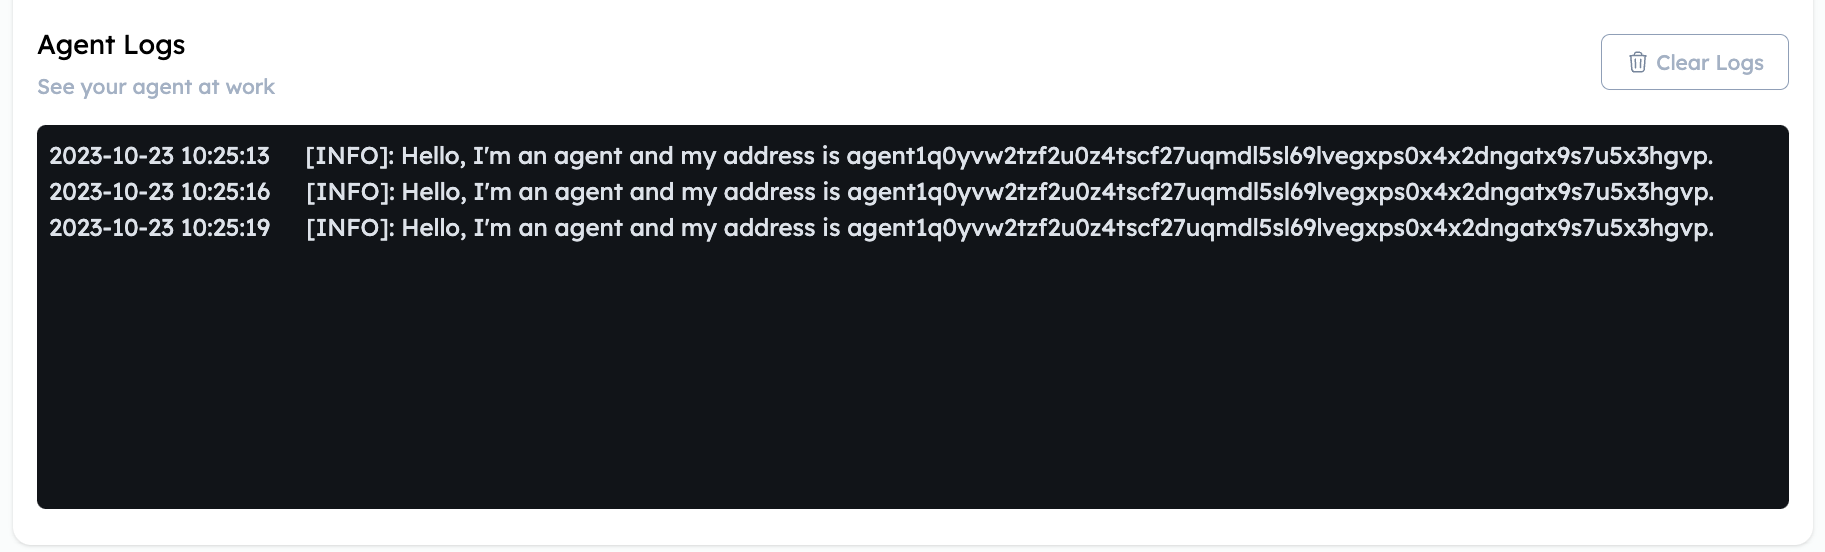 Agent Logs
See your agent at work
Clear Logs
2023-10-23 10:25:13 [INFO]: Hello, I'm an agent and my address is agent1q0yvw2tzf2u0z4tscf27uqmdl5sl69lvegxps0x4x2dngatx9s7u5x3hgvp.
2023-10-23 10:25:16 [INFO]: Hello, I'm an agent and my address is agent1q0yvw2tzf2u0z4tscf27uqmdl5sl69lvegxps0x4x2dngatx9s7u5x3hgvp.
2023-10-23 10:25:19 [INFO]: Hello, I'm an agent and my address is agent1q0yvw2tzf2u0z4tscf27uqmdl5sl69lvegxps0x4x2dngatx9s7u5x3hgvp.